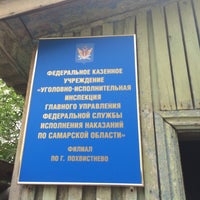 ФЕДЕРАЛЬНОЕ КАЗЕННОЕ
УЧРЕЖДЕНИЕ
«УГОЛОВНО-ИСПОЛНИТЕЛЬНАЯ
ИНСПЕКЦИЯ
ГЛАВНОГО УПРАВЛЕНИЯ
ФЕДЕРАЛЬНОЙ СЛУЖБЫ
ИСПОЛНЕНИЯ НАКАЗАНИЙ
ПО САМАРСКОЙ ОБЛАСТИ»
ФИЛИАЛ
ПО Г. ПОХВИСТНЕВО